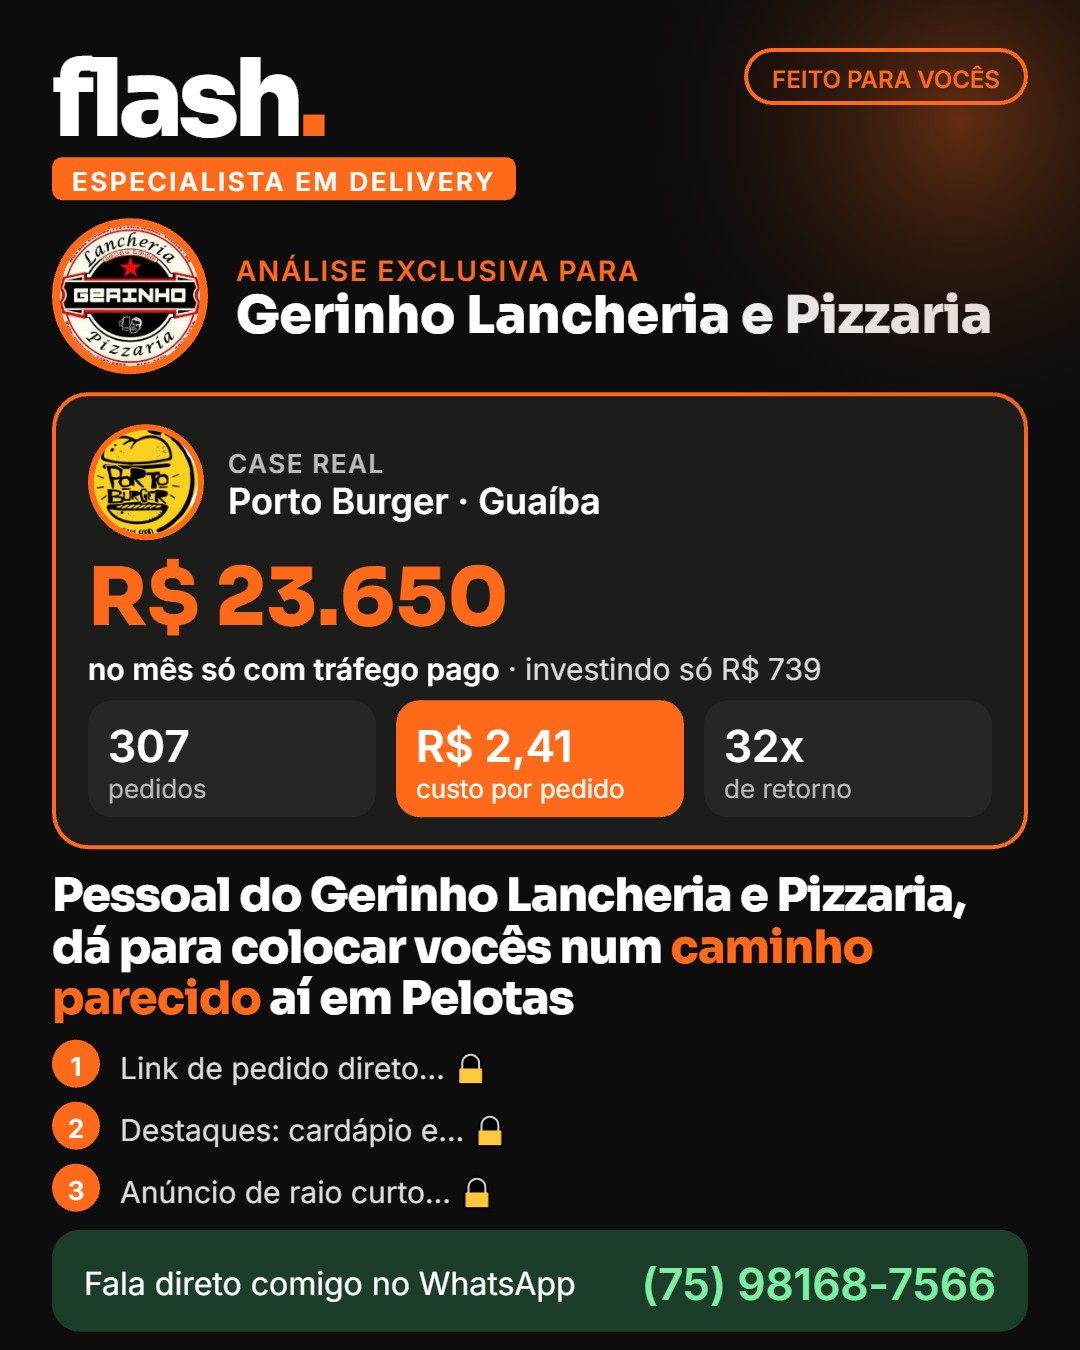 flash.
FEITO PARA VOCÊS
ESPECIALISTA EM DELIVERY
Lancheria
GERINHO
Pizzaria
ANÁLISE EXCLUSIVA PARA
Gerinho Lancheria e Pizzaria
PORTO
BURGER
CASE REAL
Porto Burger · Guaíba
R$ 23.650
no mês só com tráfego pago · investindo só R$ 739
307
pedidos
R$ 2,41
custo por pedido
32x
de retorno
Pessoal do Gerinho Lancheria e Pizzaria,
dá para colocar vocês num caminho
parecido aí em Pelotas
1 Link de pedido direto... 🔒
2 Destaques: cardápio e... 🔒
3 Anúncio de raio curto... 🔒
Fala direto comigo no WhatsApp (75) 98168-7566